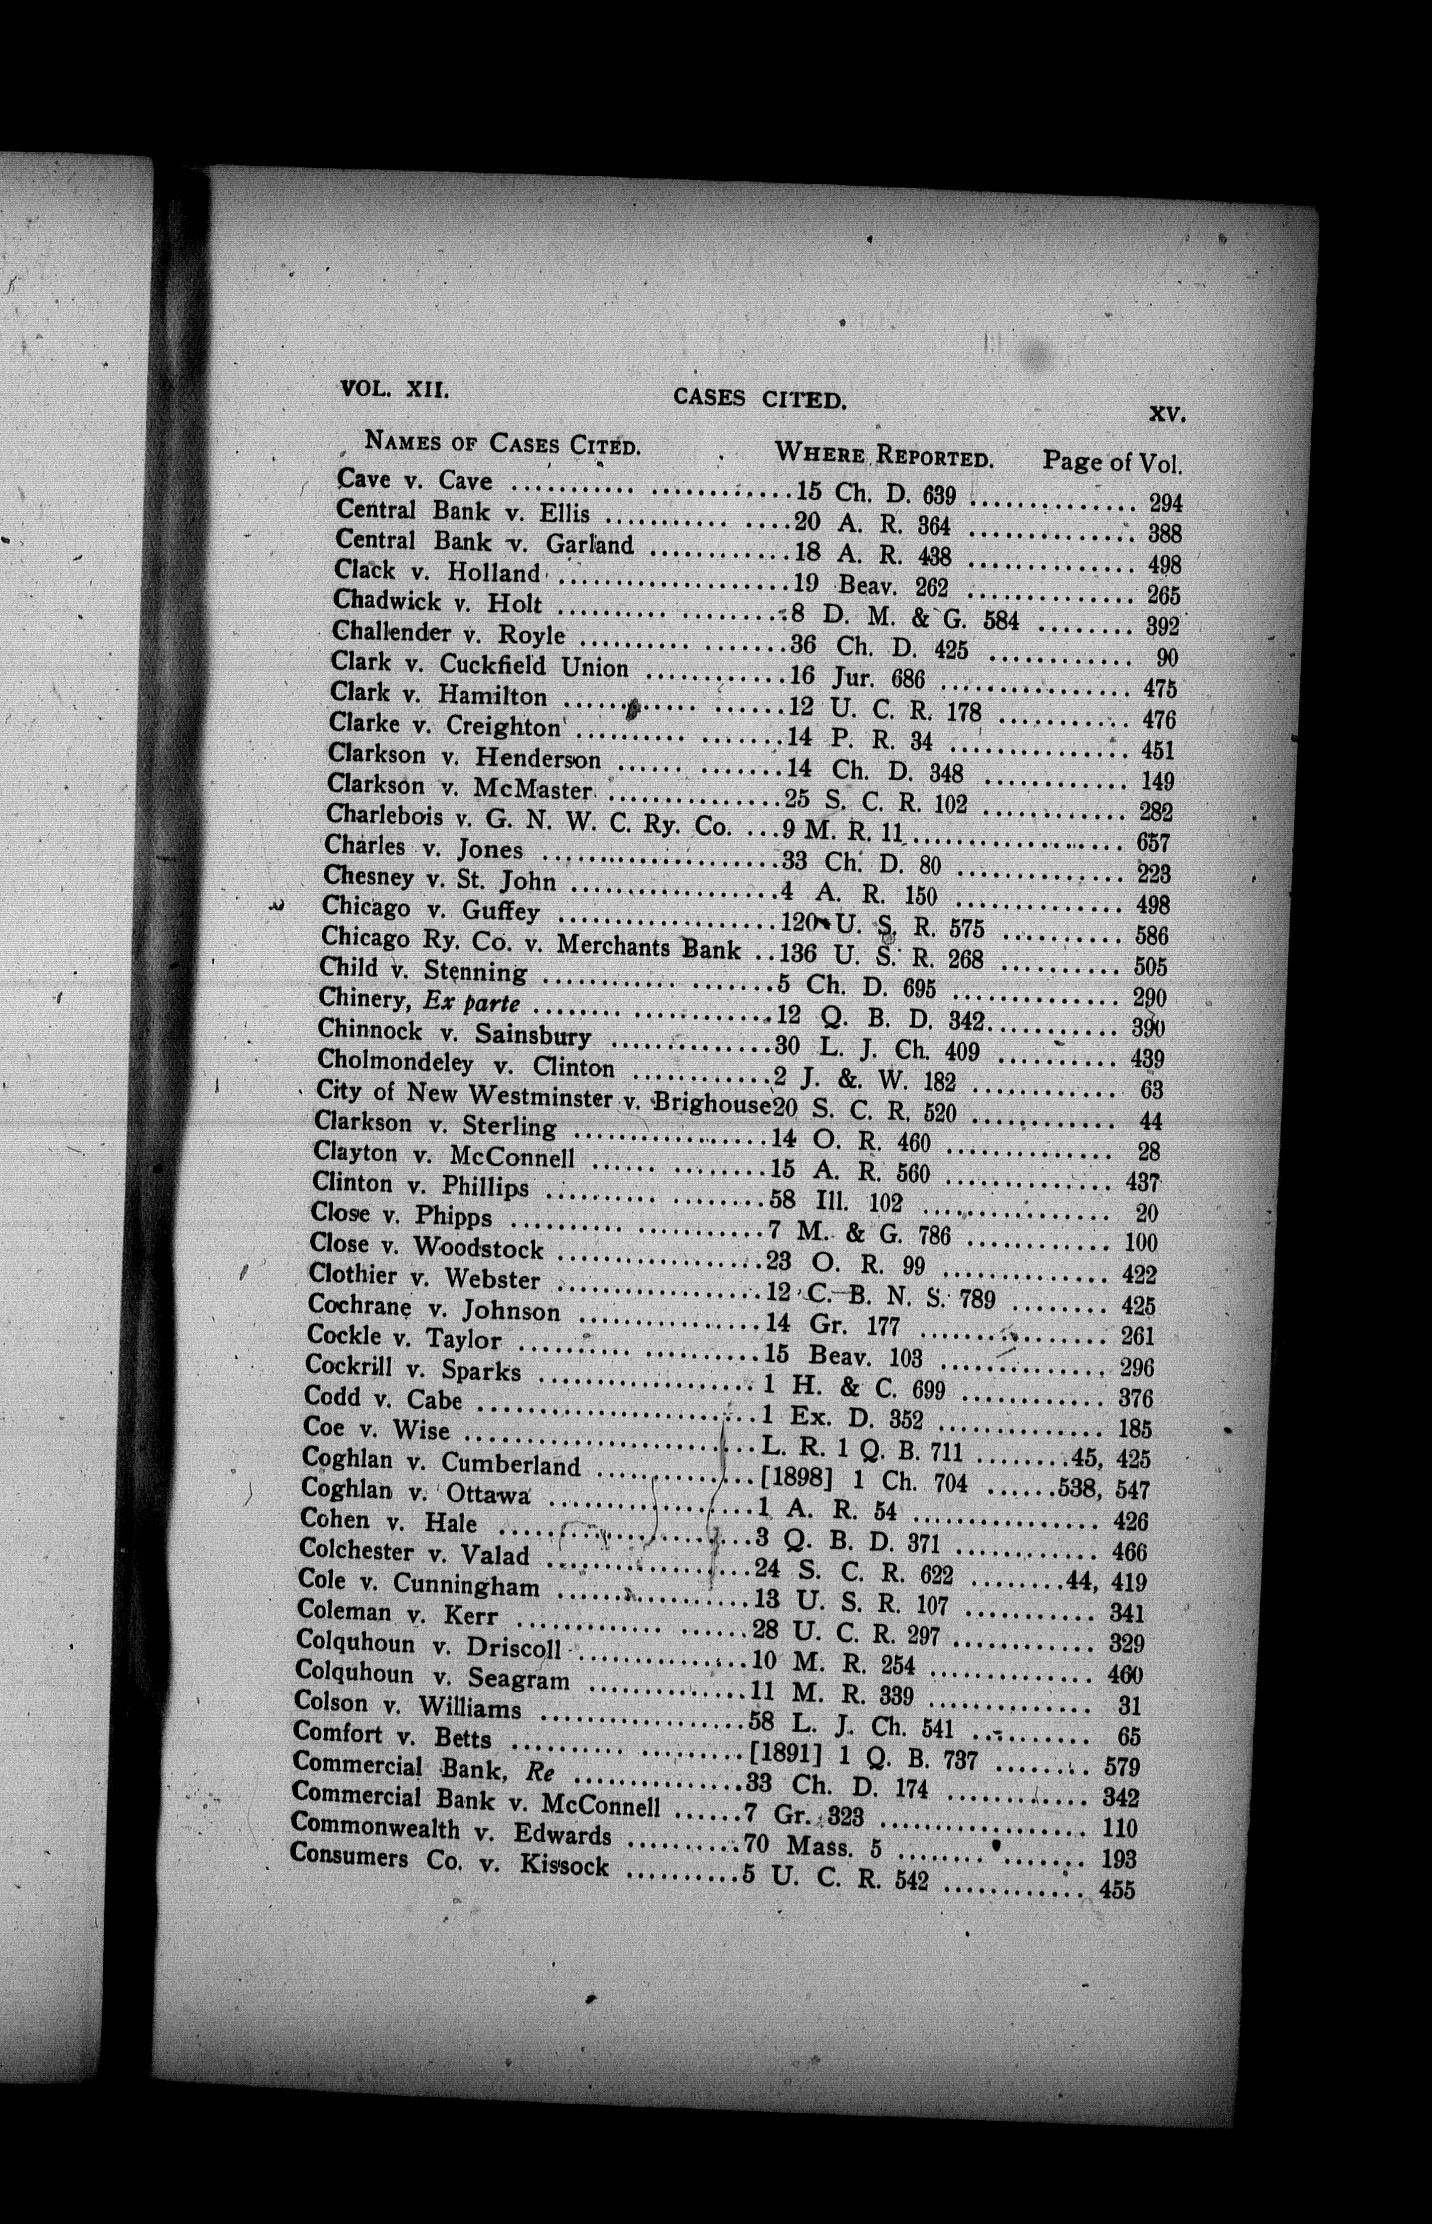 VOL. XII. CASES CITED. XV.
NAMES OF CASES CITED. WHERE REPORTED. Page of Vol.
Cave v. Cave ........... .............15 Ch. D. 639 .............. 294
Central Bank v. Ellis ........... ....20 A. R. 364 .............. 388
Central Bank v. Garland ............18 A. R. 438 .............. 498
Clack v. Holland ....................19 Beav. 262 .............. 265
Chadwick v. Holt .......... ..........8 D. M. & G. 584 ........ 392
Challender v. Royle .......... .......36 Ch. D. 425 ............ 90
Clark v. Cuckfield Union ............16 Jur. 686 ................ 475
Clark v. Hamilton ............ ......12 U. C. R. 178 ........... 476
Clarke v. Creighton .......... .......14 P. R. 34 ............... 451
Clarkson v. Henderson ...... .......14 Ch. D. 348 ............ 149
Clarkson v. McMaster ...............25 S. C. R. 102 ............ 282
Charlebois v. G. N. W. C. Ry. Co. ...9 M. R. 11 .................. 657
Charles v. Jones .....................33 Ch. D. 80 .............. 223
Chesney v. St. John ..................4 A. R. 150 .............. 498
Chicago v. Guffey ...................120 U. S. R. 575 .......... 586
Chicago Ry. Co. v. Merchants Bank ..136 U. S. R. 268 .......... 505
Child v. Stenning ............ .......5 Ch. D. 695 .............. 290
Chinery, Ex parte ........ ............12 Q. B. D. 342........... 390
Chinnock v. Sainsbury ..............30 L. J. Ch. 409 .......... 439
Cholmondeley v. Clinton ............2 J. &. W. 182 ............ 63
City of New Westminster v. Brighouse20 S. C. R. 520 ............ 44
Clarkson v. Sterling .................14 O. R. 460 .............. 28
Clayton v. McConnell ...... ........15 A. R. 560 .............. 437
Clinton v. Phillips .......... ........58 Ill. 102 ................ 20
Close v. Phipps .......... ...........7 M. & G. 786 ............ 100
Close v. Woodstock ..................23 O. R. 99 .............. 422
Clothier v. Webster ..................12 C. B. N. S. 789 ........ 425
Cochrane v. Johnson ................14 Gr. 177 ................ 261
Cockle v. Taylor .......... ..........15 Beav. 103 .............. 296
Cockrill v. Sparks ...................1 H. & C. 699 ............ 376
Codd v. Cabe ........................1 Ex. D. 352 .............. 185
Coe v. Wise .........................L. R. 1 Q. B. 711 ........45, 425
Coghlan v. Cumberland ..............[1898] 1 Ch. 704 ......538, 547
Coghlan v. Ottawa ...................1 A. R. 54 ................ 426
Cohen v. Hale .......................3 Q. B. D. 371 ............ 466
Colchester v. Valad ..................24 S. C. R. 622 ........44, 419
Cole v. Cunningham .................13 U. S. R. 107 ........... 341
Coleman v. Kerr ............. ......28 U. C. R. 297 ............ 329
Colquhoun v. Driscoll ...............10 M. R. 254 .............. 460
Colquhoun v. Seagram ..............11 M. R. 339 .............. 31
Colson v. Williams ..................58 L. J. Ch. 541 .......... 65
Comfort v. Betts .......... .........[1891] 1 Q. B. 737 ........ 579
Commercial Bank, Re ...............33 Ch. D. 174 ............ 342
Commercial Bank v. McConnell ......7 Gr. 323 .................. 110
Commonwealth v. Edwards ..........70 Mass. 5 ................ 193
Consumers Co. v. Kissock ..........5 U. C. R. 542 ............ 455